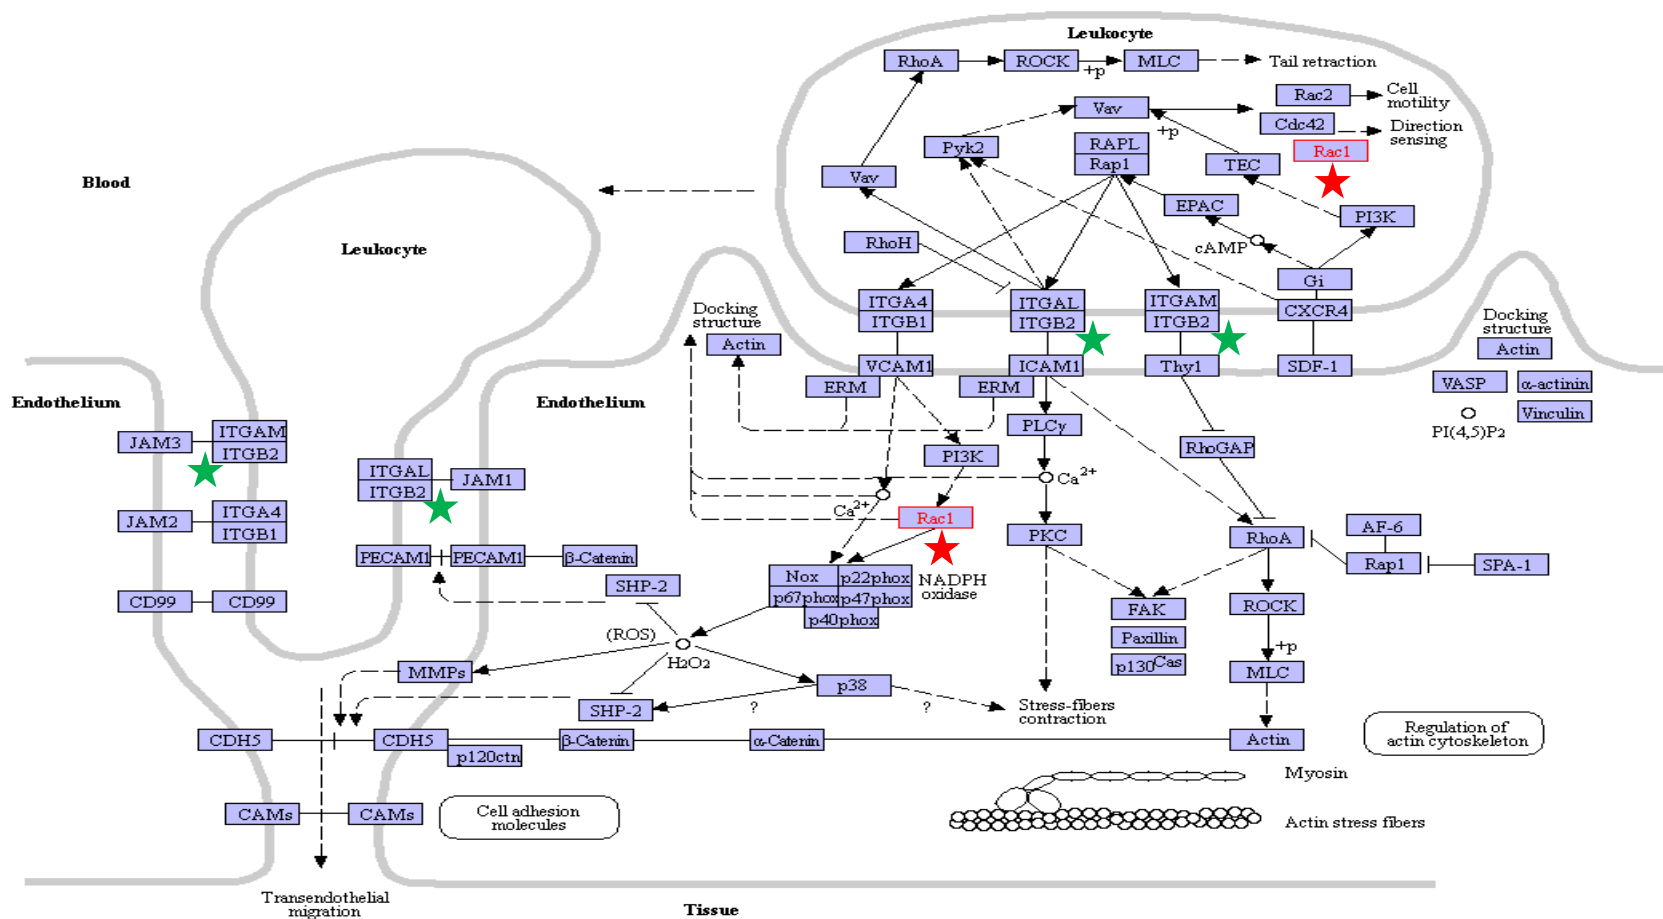 Leukocyte
RhoA
ROCK
+p
MLC
Tail retraction
Rac2
Cell
motility
Vav
+p
Cdc42
Direction
sensing
Pyk2
RAPL
Rap1
TEC
Rac1
Vav
EPAC
PI3K
cAMP
RhoH
Gi
Blood
Leukocyte
ITGA4
ITGB1
ITGAL
ITGB2
ITGAM
ITGB2
CXCR4
Docking
structure
Actin
VCAM1
ICAM1
Thy1
SDF-1
ERM
ERM
Docking
structure
Actin
VASP
α-actinin
PI(4,5)P2
Vinculin
Endothelium
Endothelium
JAM3
ITGAM
ITGB2
ITGAL
ITGB2
JAM1
PLCγ
RhoGAP
PI3K
Ca2+
Ca2+
JAM2
ITGA4
ITGB1
Rac1
PKC
RhoA
AF-6
Rap1
SPA-1
PECAM1
PECAM1
β-Catenin
SHP-2
Nox
p22phox
p67phox
p47phox
p40phox
NADPH
oxidase
CD99
CD99
FAK
Paxillin
p130Cas
ROCK
+p
MLC
(ROS)
H2O2
MMPs
p38
SHP-2
?
?
Stress-fibers
contraction
CDH5
CDH5
p120ctn
β-Catenin
α-Catenin
Actin
Regulation of
actin cytoskeleton
Myosin
CAMs
CAMs
Cell adhesion
molecules
Actin stress fibers
Transendothelial
migration
Tissue